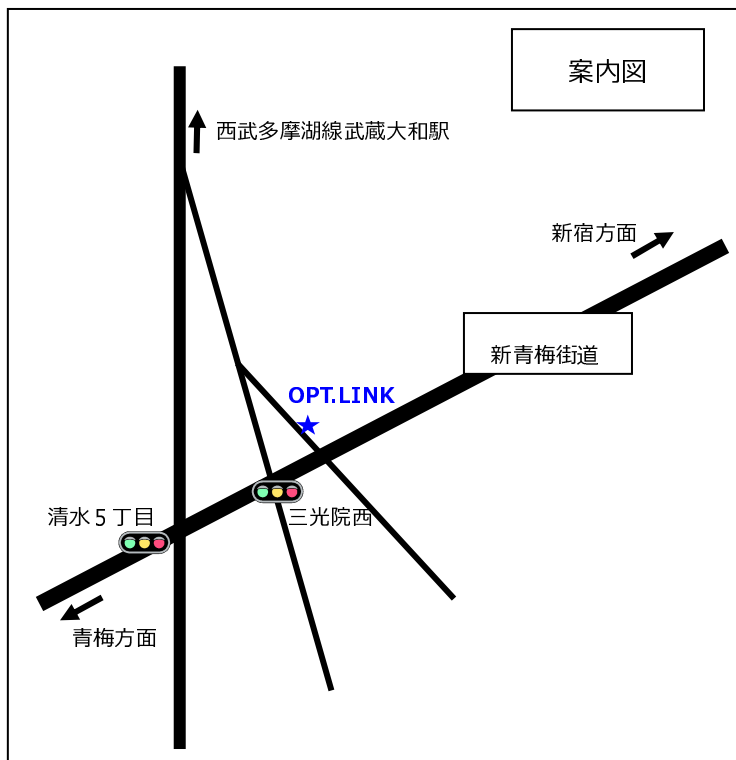 案内図
西武多摩湖線武蔵大和駅
新宿方面
新青梅街道
OPT.LINK
三光院西
清水５丁目
青梅方面